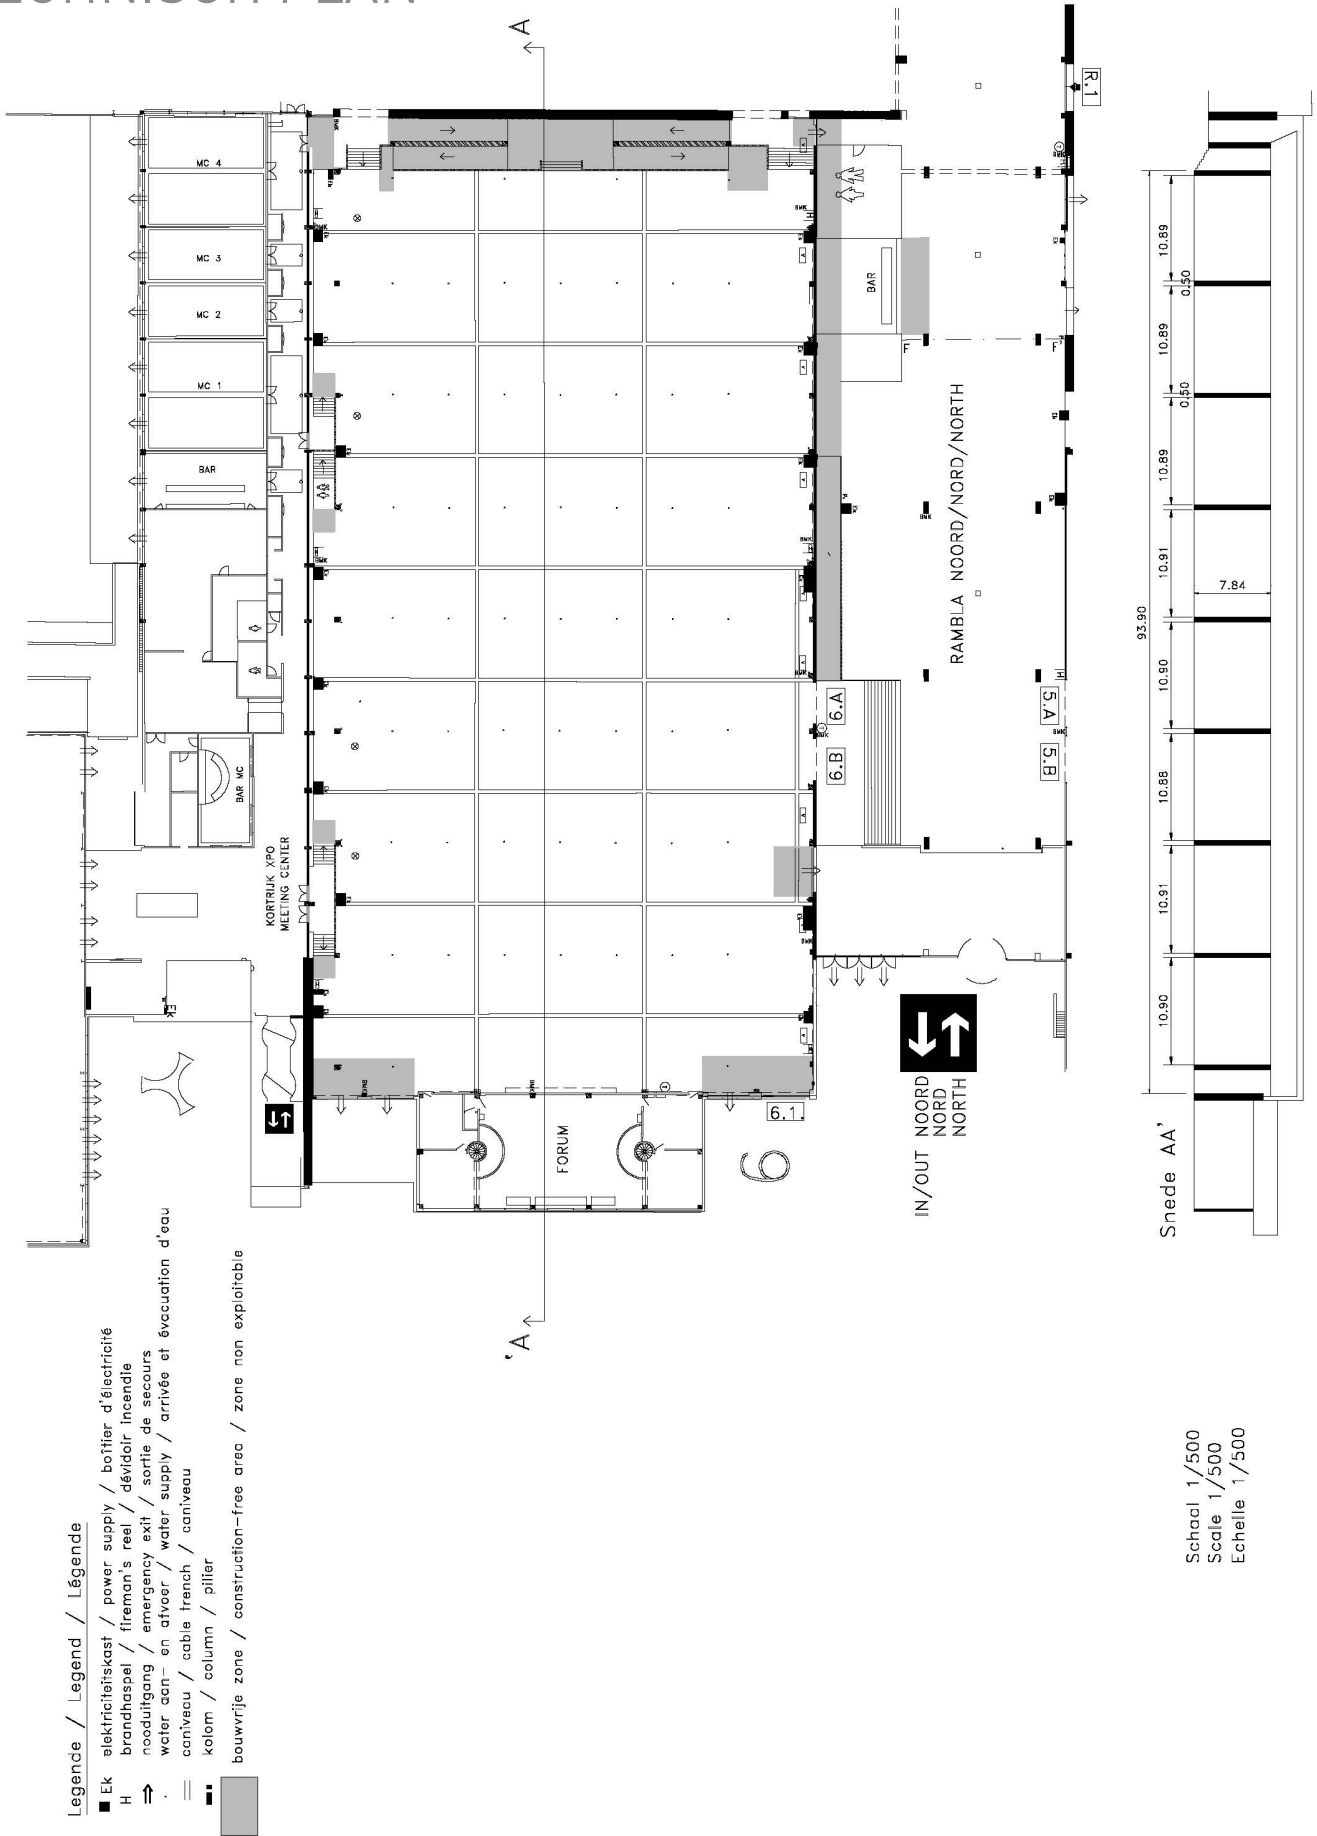 TECHNISCH PLAN
A
R.1
MC 4
MC 3
MC 2
MC 1
BAR
BAR
F
F'
RAMBLA NOORD/NORD/NORTH
6.A
6.B
5.A
5.B
BAR MC
KORTRIJK XPO
MEETING CENTER
Ek
FORUM
6.1.
6
IN/OUT NOORD
NORD
NORTH
A'
10.89
0.50
10.89
0.50
10.89
10.91
7.84
93.90
10.90
10.88
10.91
10.90
Snede AA'
Legende / Legend / Légende
Ek elektriciteitskast / power supply / boîtier d'électricité
H brandhaspel / fireman's reel / dévidoir incendie
nooduitgang / emergency exit / sortie de secours
water aan- en afvoer / water supply / arrivée et évacuation d'eau
caniveau / cable trench / caniveau
kolom / column / pilier
bouwvrije zone / construction-free area / zone non exploitable
Schaal 1/500
Scale 1/500
Echelle 1/500